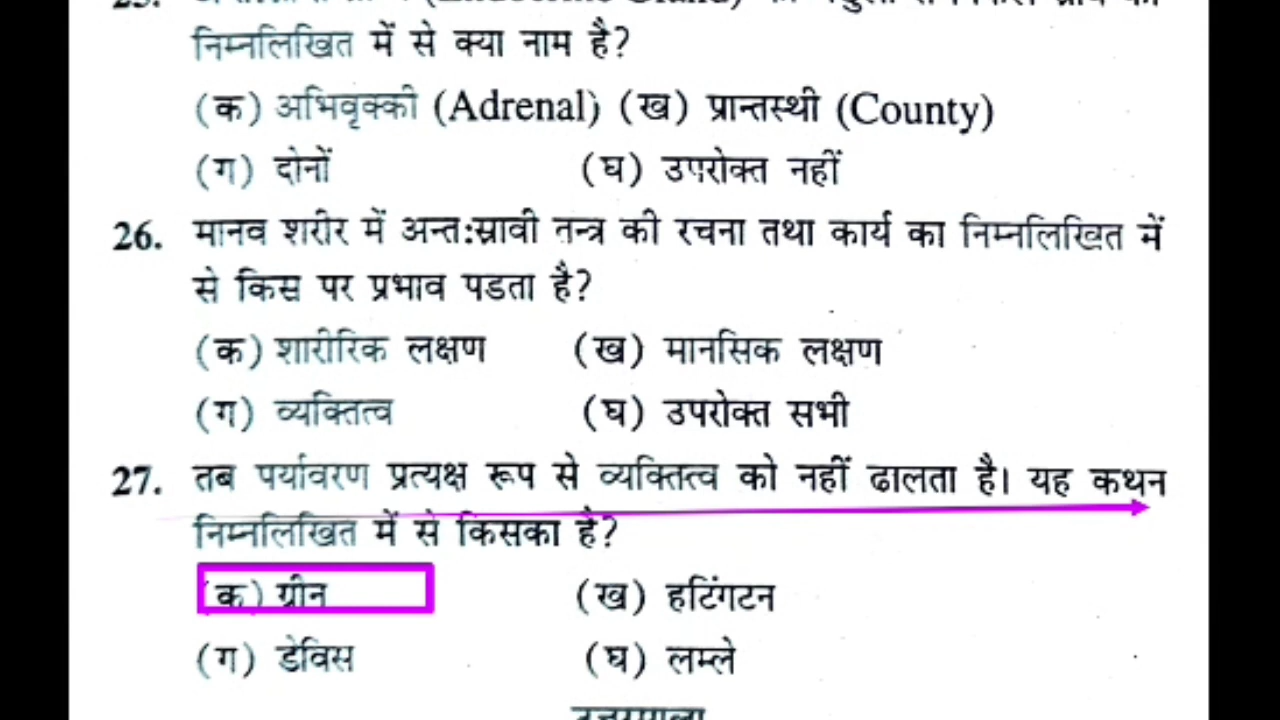 (Endocrine Gland)
निम्नलिखित में से क्या नाम है?
(क) अभिवृक्की (Adrenal) (ख) प्रान्तस्थी (County)
(ग) दोनों (घ) उपरोक्त नहीं
26. मानव शरीर में अन्तःस्रावी तन्त्र की रचना तथा कार्य का निम्नलिखित में
से किस पर प्रभाव पडता है?
(क) शारीरिक लक्षण (ख) मानसिक लक्षण
(ग) व्यक्तित्व (घ) उपरोक्त सभी
27. तब पर्यावरण प्रत्यक्ष रूप से व्यक्तित्व को नहीं ढालता है। यह कथन
निम्नलिखित में से किसका है?
(क) ग्रीन (ख) हटिंगटन
(ग) डेविस (घ) लम्ले